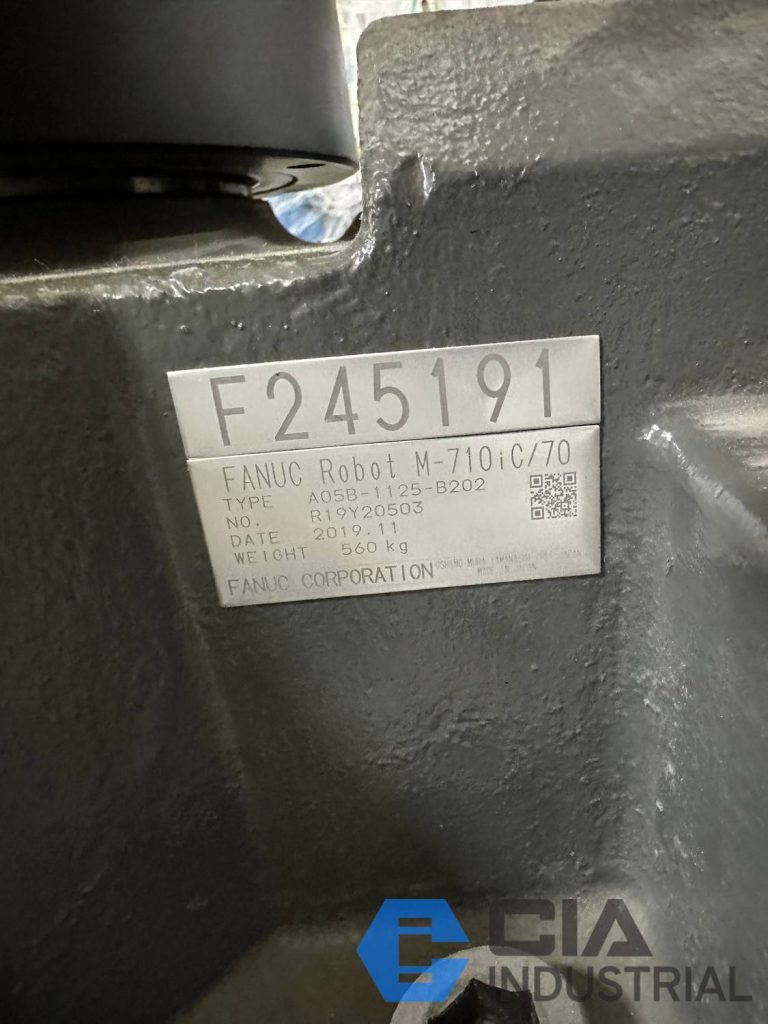 F245191
FANUC Robot M-710iC/70
TYPE A05B-1125-B202
NO. R19Y20503
DATE 2019.11
WEIGHT 560 kg
FANUC CORPORATION
MADE IN JAPAN
CIA
INDUSTRIAL